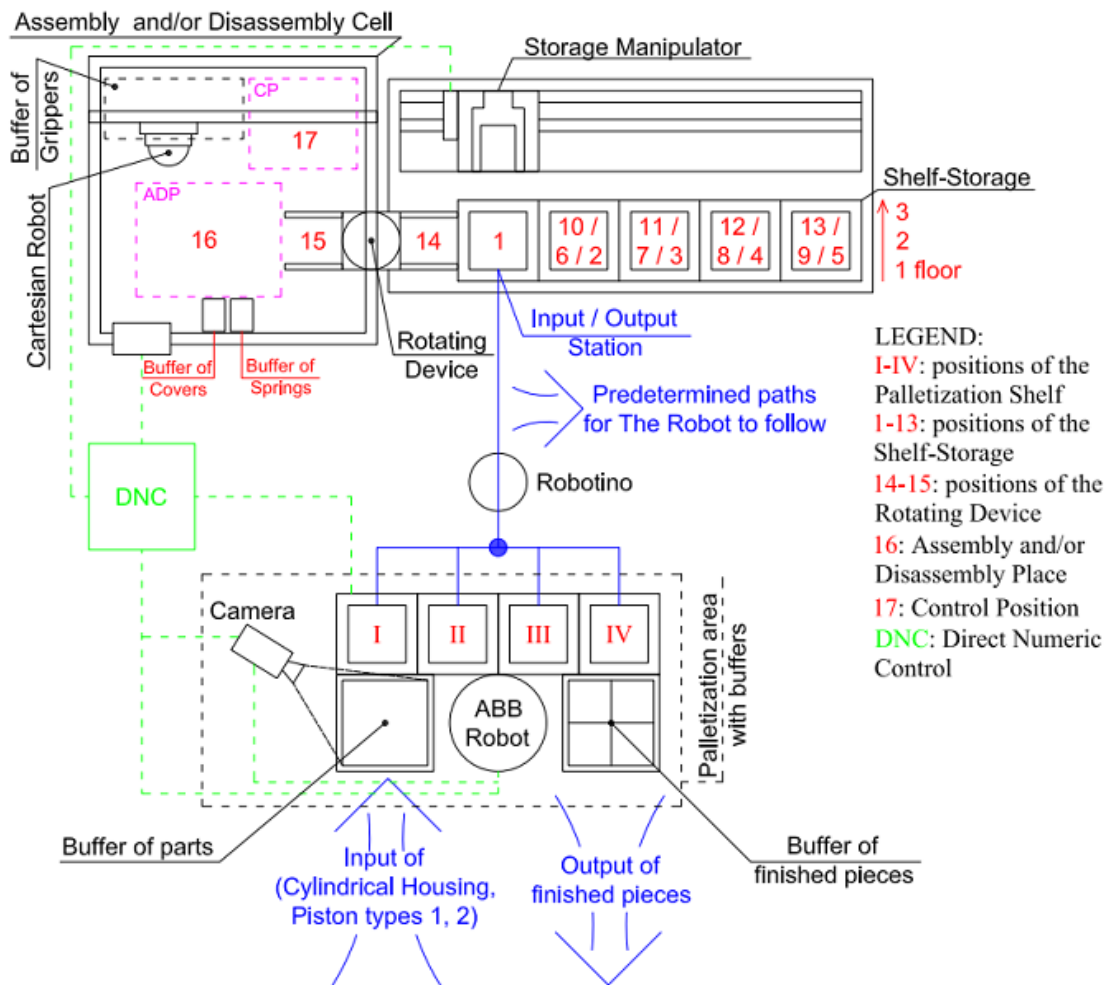 Assembly and/or Disassembly Cell
Storage Manipulator
Buffer of
Grippers
CP
17
Cartesian Robot
ADP
16
15
14
1
10 /
6 / 2
11 /
7 / 3
12 /
8 / 4
13 /
9 / 5
Shelf-Storage
3
2
1 floor
Input / Output
Station
Rotating
Device
Buffer of
Covers
Buffer of
Springs
Predetermined paths
for The Robot to follow
LEGEND:
I-IV: positions of the
Palletization Shelf
1-13: positions of the
Shelf-Storage
14-15: positions of the
Rotating Device
16: Assembly and/or
Disassembly Place
17: Control Position
DNC: Direct Numeric
Control
Robotino
DNC
Camera
I
II
III
IV
ABB
Robot
Palletization area
with buffers
Buffer of parts
Input of
(Cylindrical Housing,
Piston types 1, 2)
Output of
finished pieces
Buffer of
finished pieces